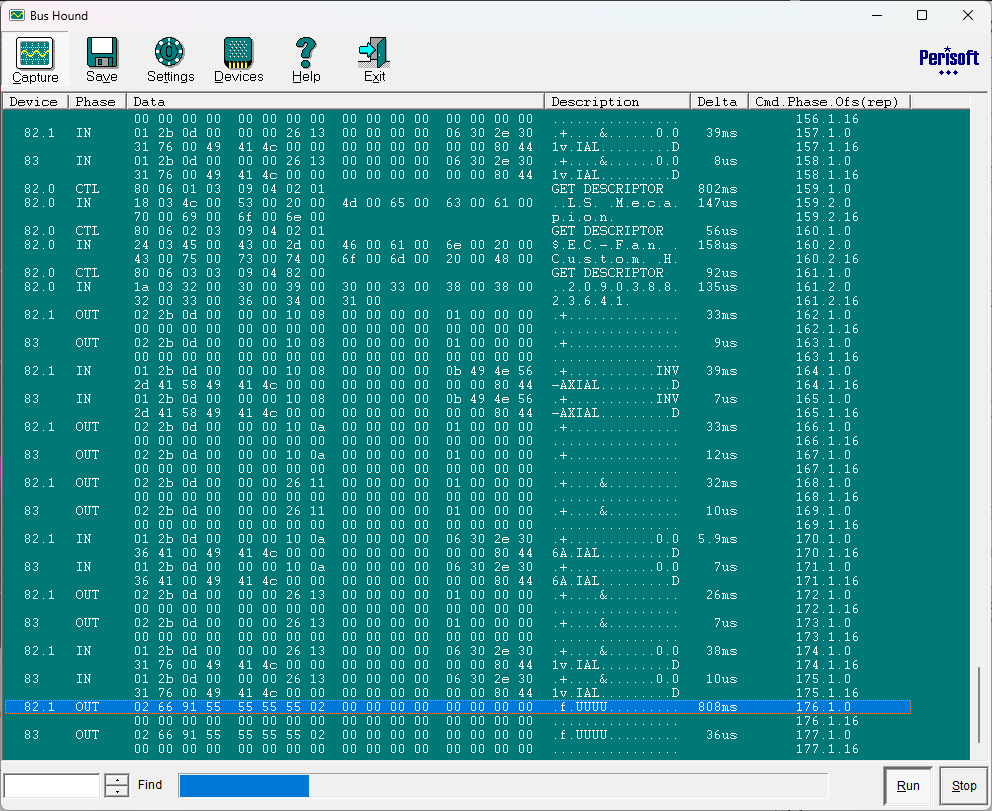 Bus Hound
Capture Save Settings Devices Help Exit Perisoft
Device Phase Data Description Delta Cmd.Phase.Ofs(rep)
00 00 00 00 00 00 00 00 00 00 00 00 00 00 00 00 ................ 156.1.16
82.1 IN 01 2b 0d 00 00 00 26 13 00 00 00 00 06 30 2e 30 .+....&......0.0 39ms 157.1.0
31 76 00 49 41 4c 00 00 00 00 00 00 00 00 80 44 1v.IAL.........D 157.1.16
83 IN 01 2b 0d 00 00 00 26 13 00 00 00 00 06 30 2e 30 .+....&......0.0 8us 158.1.0
31 76 00 49 41 4c 00 00 00 00 00 00 00 00 80 44 1v.IAL.........D 158.1.16
82.0 CTL 80 06 01 03 09 04 02 01 GET DESCRIPTOR 802ms 159.1.0
82.0 IN 18 03 4c 00 53 00 20 00 4d 00 65 00 63 00 61 00 ..L.S. .M.e.c.a. 147us 159.2.0
70 00 69 00 6f 00 6e 00 p.i.o.n. 159.2.16
82.0 CTL 80 06 02 03 09 04 02 01 GET DESCRIPTOR 56us 160.1.0
82.0 IN 24 03 45 00 43 00 2d 00 46 00 61 00 6e 00 20 00 $.E.C.-.F.a.n. . 158us 160.2.0
43 00 75 00 73 00 74 00 6f 00 6d 00 20 00 48 00 C.u.s.t.o.m. .H. 160.2.16
82.0 CTL 80 06 03 03 09 04 82 00 GET DESCRIPTOR 92us 161.1.0
82.0 IN 1a 03 32 00 30 00 39 00 30 00 33 00 38 00 38 00 ..2.0.9.0.3.8.8. 135us 161.2.0
32 00 33 00 36 00 34 00 31 00 2.3.6.4.1. 161.2.16
82.1 OUT 02 2b 0d 00 00 00 10 08 00 00 00 00 01 00 00 00 .+.............. 33ms 162.1.0
00 00 00 00 00 00 00 00 00 00 00 00 00 00 00 00 ................ 162.1.16
83 OUT 02 2b 0d 00 00 00 10 08 00 00 00 00 01 00 00 00 .+.............. 9us 163.1.0
00 00 00 00 00 00 00 00 00 00 00 00 00 00 00 00 ................ 163.1.16
82.1 IN 01 2b 0d 00 00 00 10 08 00 00 00 00 0b 49 4e 56 .+...........INV 39ms 164.1.0
2d 41 58 49 41 4c 00 00 00 00 00 00 00 00 80 44 -AXIAL.........D 164.1.16
83 IN 01 2b 0d 00 00 00 10 08 00 00 00 00 0b 49 4e 56 .+...........INV 7us 165.1.0
2d 41 58 49 41 4c 00 00 00 00 00 00 00 00 80 44 -AXIAL.........D 165.1.16
82.1 OUT 02 2b 0d 00 00 00 10 0a 00 00 00 00 01 00 00 00 .+.............. 33ms 166.1.0
00 00 00 00 00 00 00 00 00 00 00 00 00 00 00 00 ................ 166.1.16
83 OUT 02 2b 0d 00 00 00 10 0a 00 00 00 00 01 00 00 00 .+.............. 12us 167.1.0
00 00 00 00 00 00 00 00 00 00 00 00 00 00 00 00 ................ 167.1.16
82.1 OUT 02 2b 0d 00 00 00 26 11 00 00 00 00 01 00 00 00 .+....&......... 32ms 168.1.0
00 00 00 00 00 00 00 00 00 00 00 00 00 00 00 00 ................ 168.1.16
83 OUT 02 2b 0d 00 00 00 26 11 00 00 00 00 01 00 00 00 .+....&......... 10us 169.1.0
00 00 00 00 00 00 00 00 00 00 00 00 00 00 00 00 ................ 169.1.16
82.1 IN 01 2b 0d 00 00 00 10 0a 00 00 00 00 06 30 2e 30 .+...........0.0 5.9ms 170.1.0
36 41 00 49 41 4c 00 00 00 00 00 00 00 00 80 44 6A.IAL.........D 170.1.16
83 IN 01 2b 0d 00 00 00 10 0a 00 00 00 00 06 30 2e 30 .+...........0.0 7us 171.1.0
36 41 00 49 41 4c 00 00 00 00 00 00 00 00 80 44 6A.IAL.........D 171.1.16
82.1 OUT 02 2b 0d 00 00 00 26 13 00 00 00 00 01 00 00 00 .+....&......... 26ms 172.1.0
00 00 00 00 00 00 00 00 00 00 00 00 00 00 00 00 ................ 172.1.16
83 OUT 02 2b 0d 00 00 00 26 13 00 00 00 00 01 00 00 00 .+....&......... 7us 173.1.0
00 00 00 00 00 00 00 00 00 00 00 00 00 00 00 00 ................ 173.1.16
82.1 IN 01 2b 0d 00 00 00 26 13 00 00 00 00 06 30 2e 30 .+....&......0.0 38ms 174.1.0
31 76 00 49 41 4c 00 00 00 00 00 00 00 00 80 44 1v.IAL.........D 174.1.16
83 IN 01 2b 0d 00 00 00 26 13 00 00 00 00 06 30 2e 30 .+....&......0.0 10us 175.1.0
31 76 00 49 41 4c 00 00 00 00 00 00 00 00 80 44 1v.IAL.........D 175.1.16
82.1 OUT 02 66 91 55 55 55 55 02 00 00 00 00 00 00 00 00 .f.UUUU......... 808ms 176.1.0
00 00 00 00 00 00 00 00 00 00 00 00 00 00 00 00 ................ 176.1.16
83 OUT 02 66 91 55 55 55 55 02 00 00 00 00 00 00 00 00 .f.UUUU......... 36us 177.1.0
00 00 00 00 00 00 00 00 00 00 00 00 00 00 00 00 ................ 177.1.16
Find Run Stop